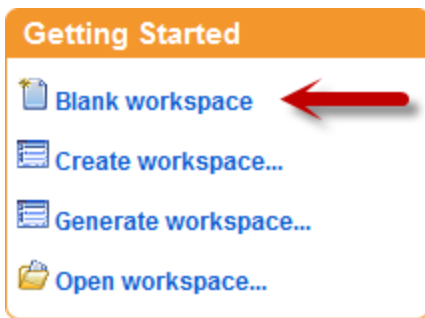 Getting Started
Blank workspace
Create workspace...
Generate workspace...
Open workspace...